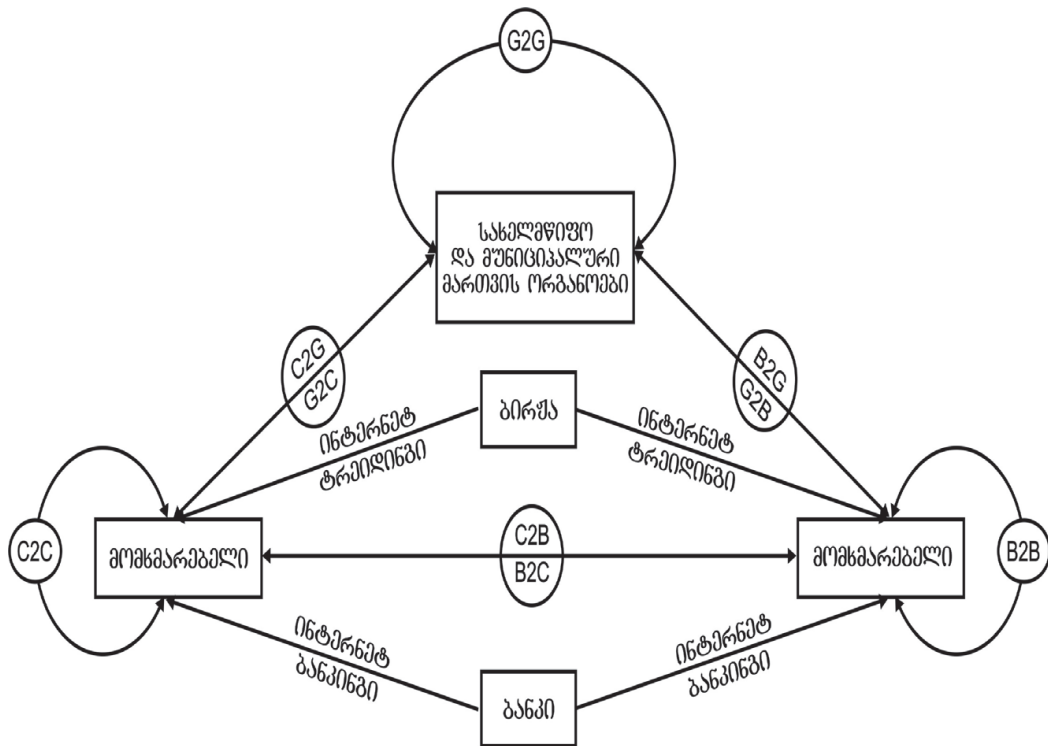 G2G
სახელმწიფო
და მუნიციპალური
მართვის ორგანოები
C2G
G2C
B2G
G2B
ბირჟა
ინტერნეტ
ტრეიდინგი
ინტერნეტ
ტრეიდინგი
C2C
მომხმარებელი
C2B
B2C
მომხმარებელი
B2B
ინტერნეტ
ბანკინგი
ინტერნეტ
ბანკინგი
ბანკი